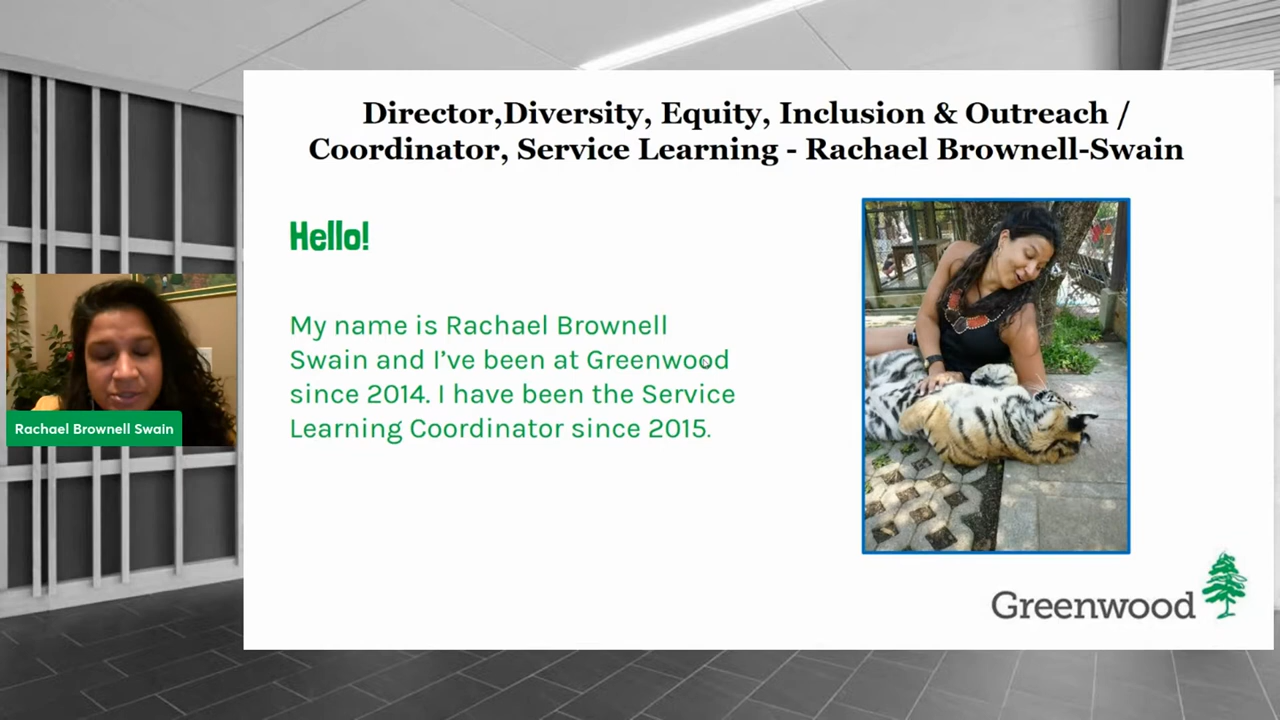 Director,Diversity, Equity, Inclusion & Outreach /
Coordinator, Service Learning - Rachael Brownell-Swain
Hello!
My name is Rachael Brownell
Swain and I’ve been at Greenwood
since 2014. I have been the Service
Learning Coordinator since 2015.
Rachael Brownell Swain
Greenwood